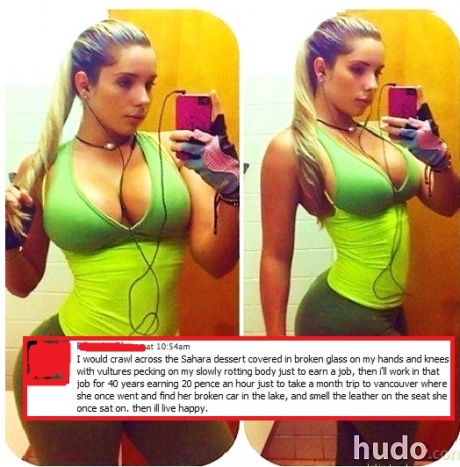 at 10:54am
I would crawl across the Sahara dessert covered in broken glass on my hands and knees
with vultures pecking on my slowly rotting body just to earn a job, then i'll work in that
job for 40 years earning 20 pence an hour just to take a month trip to vancouver where
she once went and find her broken car in the lake, and smell the leather on the seat she
once sat on. then ill live happy.
hudo.com